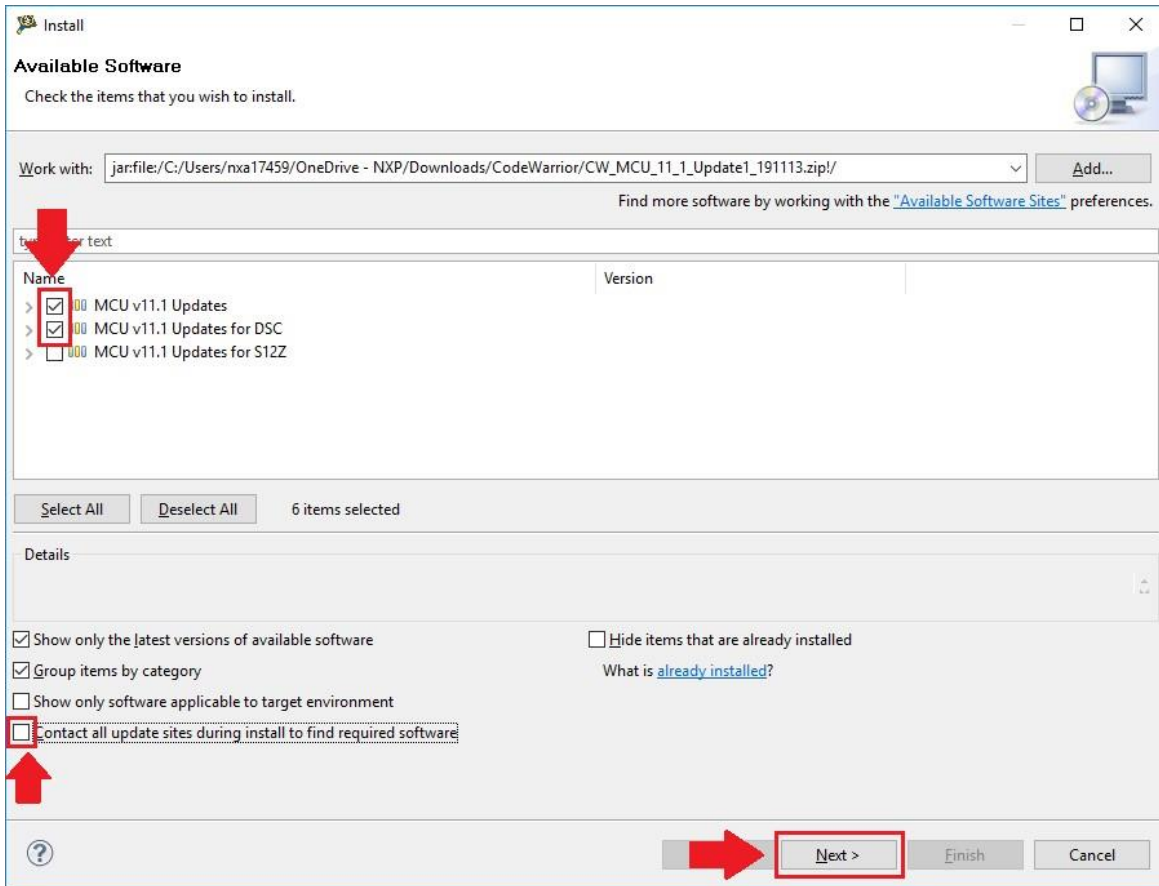 Install
Available Software
Check the items that you wish to install.
Work with: jar:file:/C:/Users/nxa17459/OneDrive - NXP/Downloads/CodeWarrior/CW_MCU_11_1_Update1_191113.zip!/ Add...
Find more software by working with the "Available Software Sites" preferences.
text
Name Version
MCU v11.1 Updates
MCU v11.1 Updates for DSC
MCU v11.1 Updates for S12Z
Select All Deselect All 6 items selected
Details
Show only the latest versions of available software Hide items that are already installed
Group items by category What is already installed?
Show only software applicable to target environment
Contact all update sites during install to find required software
? Next > Finish Cancel